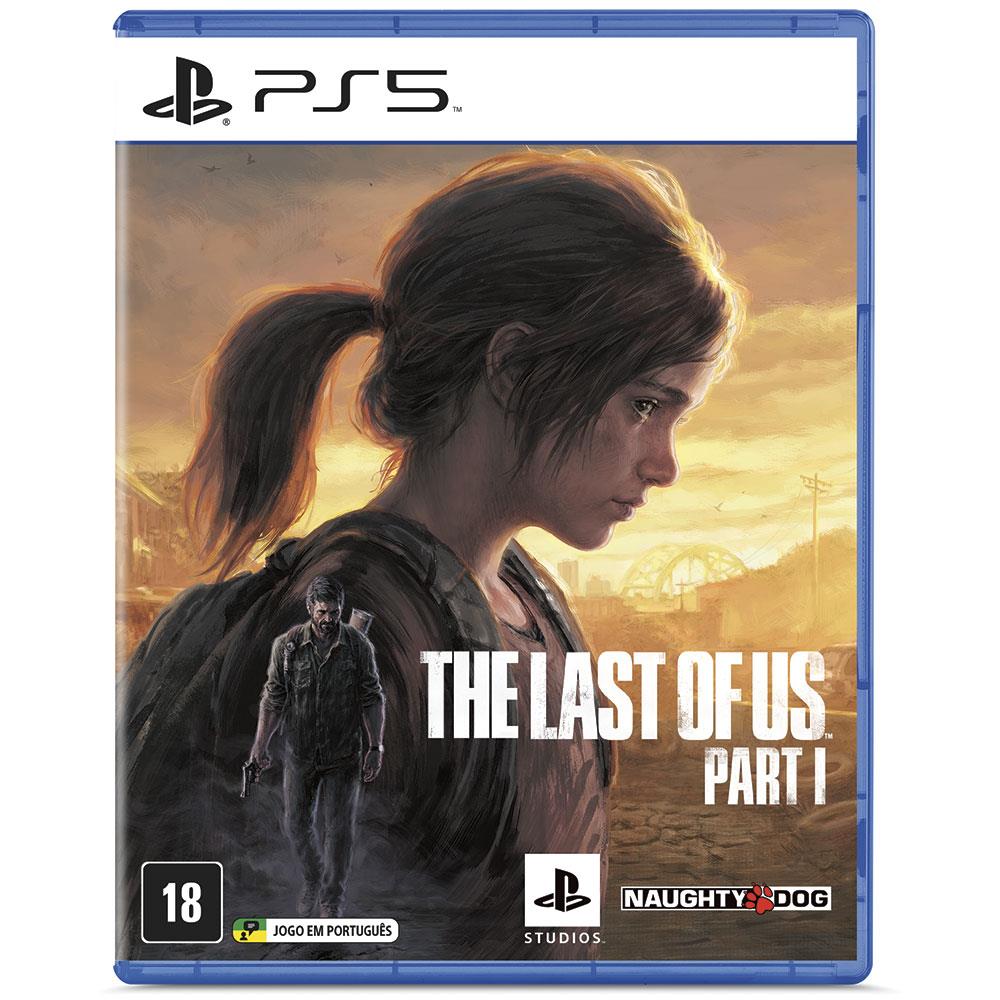 PS5
THE LAST OF US
PART I
18
JOGO EM PORTUGUÊS
STUDIOS
NAUGHTY DOG